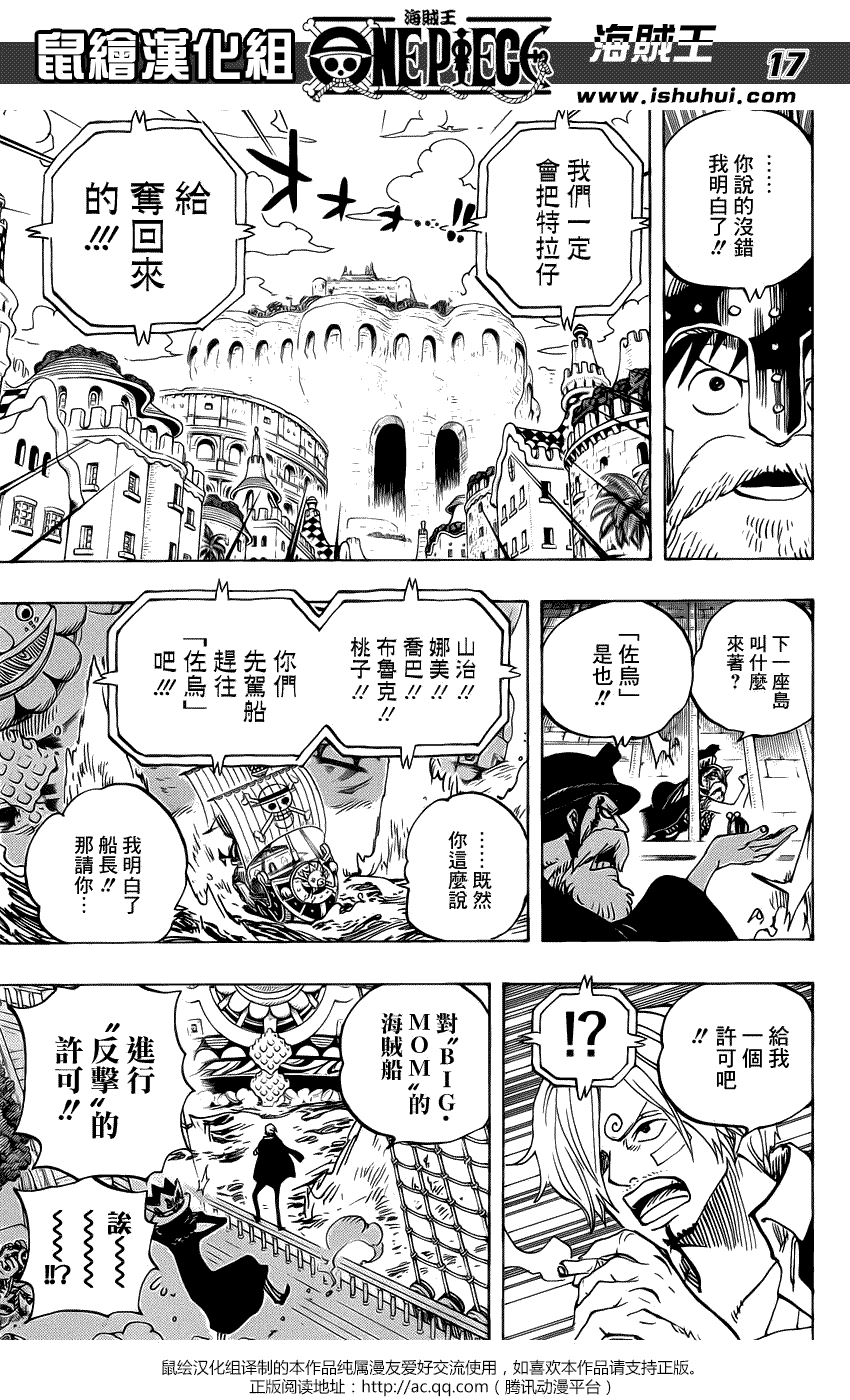 鼠繪漢化組
海賊王
ONE PIECE
海賊王
17
www.ishuhui.com
……
你說的沒錯
我明白了!!
我們一定
會把特拉仔
給
奪回來
的!!!
下一座島
叫什麼
來著?
「佐烏」
是也!!
山治!!
娜美!!
喬巴!!
布魯克!!
桃子!!
你們
先駕船
趕往
「佐烏」
吧!!!
……既然
你這麼說
我明白了
船長!!
那請你…
給我
一個
許可吧
!!
!?
對“BIG·
MOM”的
海賊船
進行
“反擊”的
許可!!
誒
!!?
鼠绘汉化组译制的本作品纯属漫友爱好交流使用，如喜欢本作品请支持正版。
正版阅读地址：http://ac.qq.com（腾讯动漫平台）